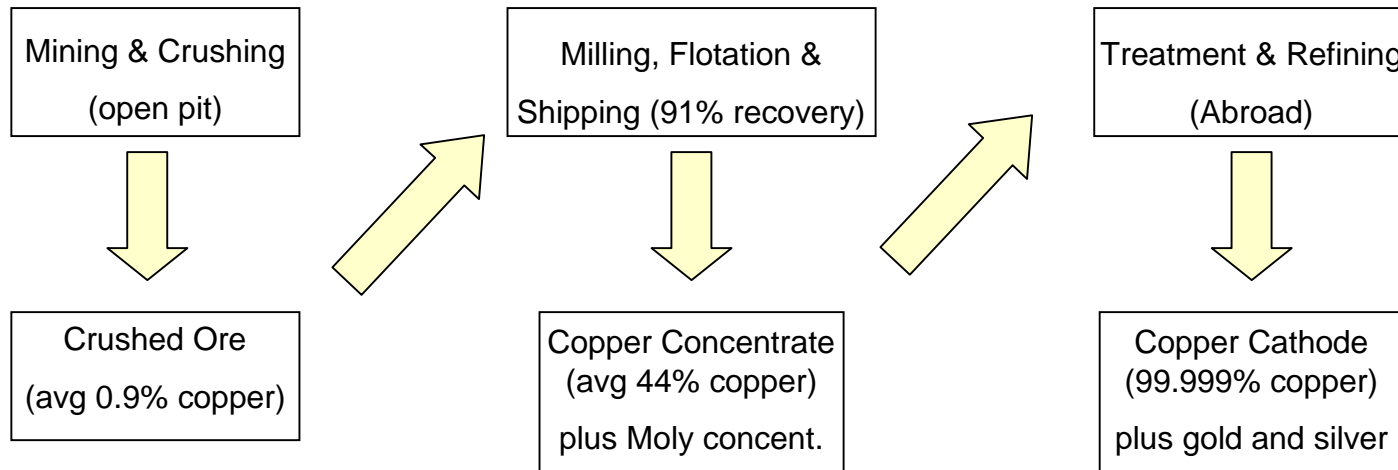 Mining & Crushing
(open pit)
Milling, Flotation &
Shipping (91% recovery)
Treatment & Refining
(Abroad)
Crushed Ore
(avg 0.9% copper)
Copper Concentrate
(avg 44% copper)
plus Moly concent.
Copper Cathode
(99.999% copper)
plus gold and silver